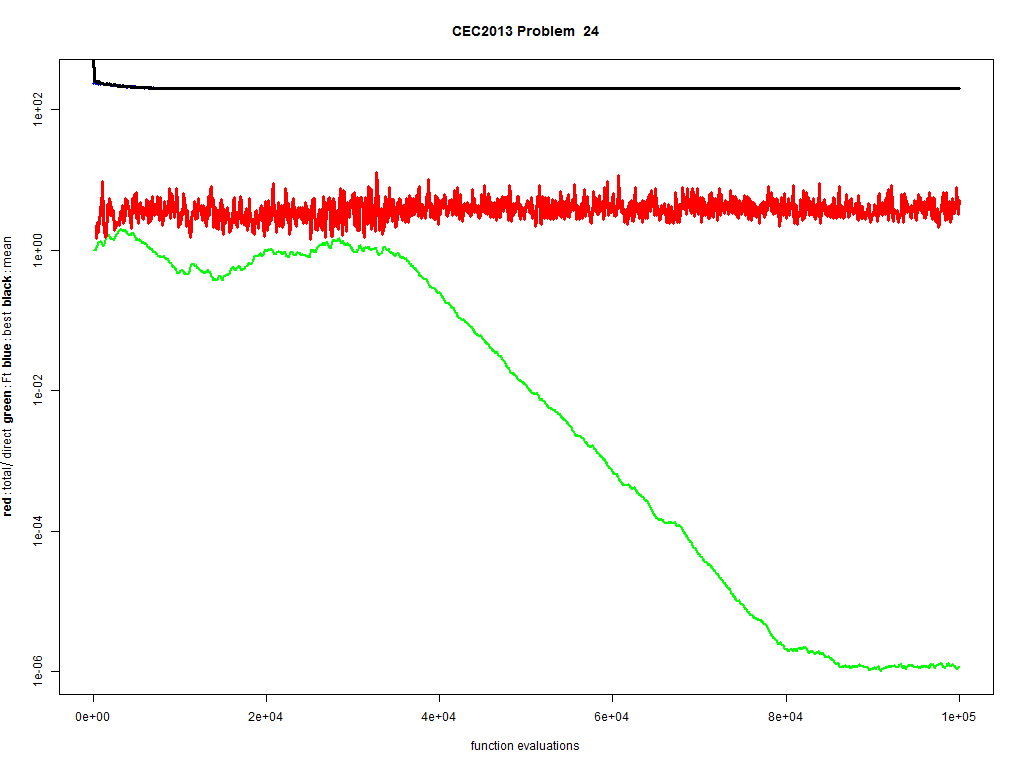 CEC2013 Problem  24
red : total/ direct green : Ft blue : best black : mean
1e+02
1e+00
1e-02
1e-04
1e-06
0e+00 2e+04 4e+04 6e+04 8e+04 1e+05
function evaluations